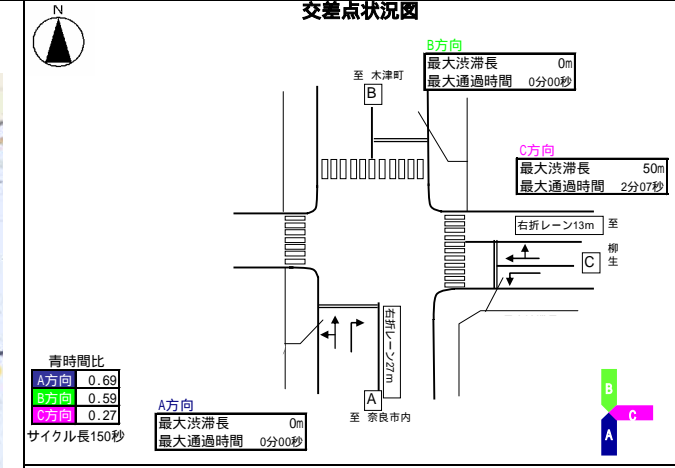 交差点状況図
N
B方向
最大渋滞長 0m
最大通過時間 0分00秒
至 木津町
B
C方向
最大渋滞長 50m
最大通過時間 2分07秒
右折レーン13m
至 柳生
C
右折レーン27m
A
至 奈良市内
青時間比
A方向 0.69
B方向 0.59
C方向 0.27
サイクル長150秒
A方向
最大渋滞長 0m
最大通過時間 0分00秒
B
C
A